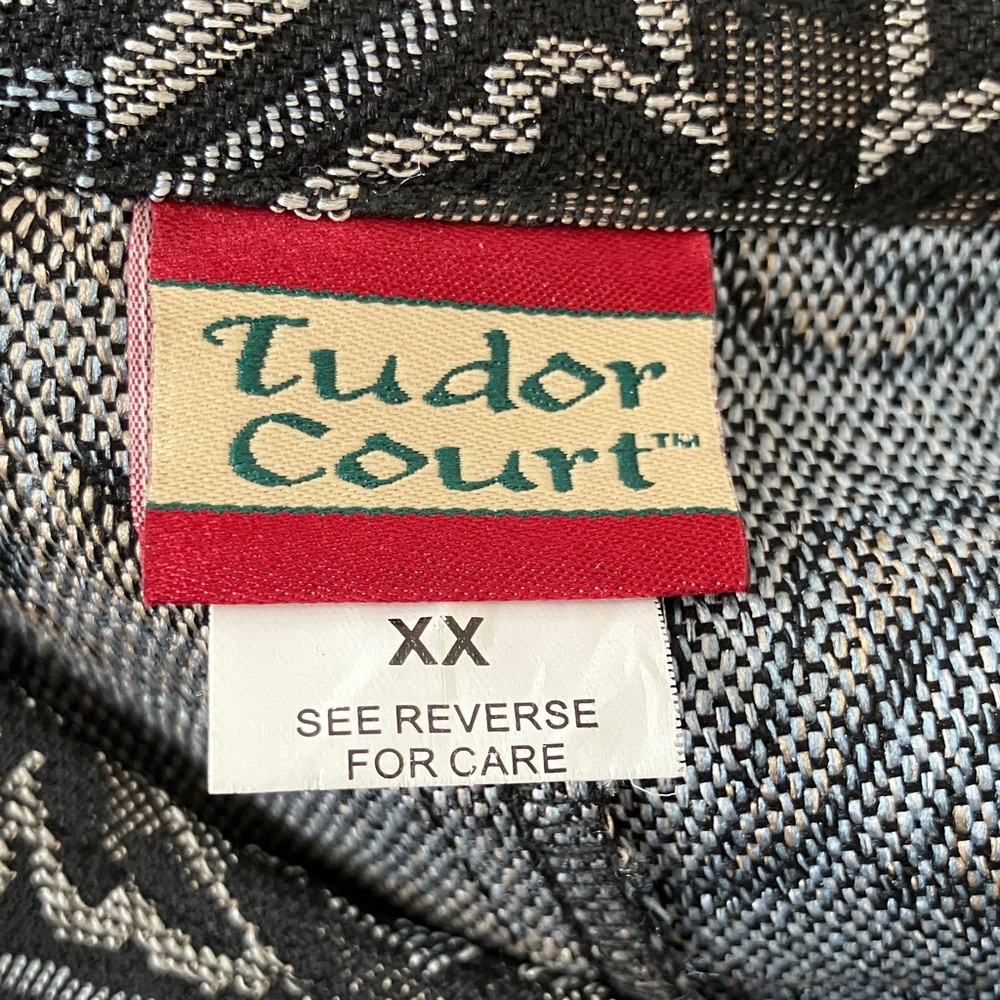 Tudor
Court™
XX
SEE REVERSE
FOR CARE